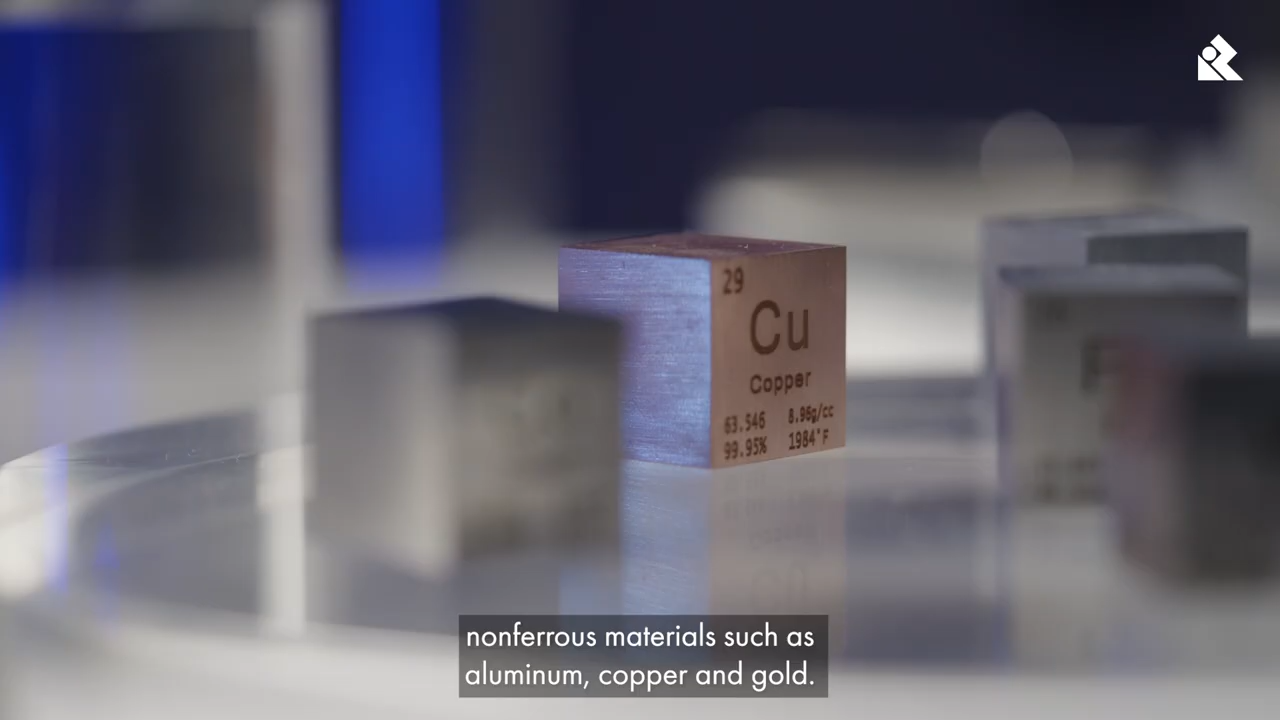 29
Cu
Copper
63.546 8.96g/cc
99.95% 1984°F
nonferrous materials such as
aluminum, copper and gold.